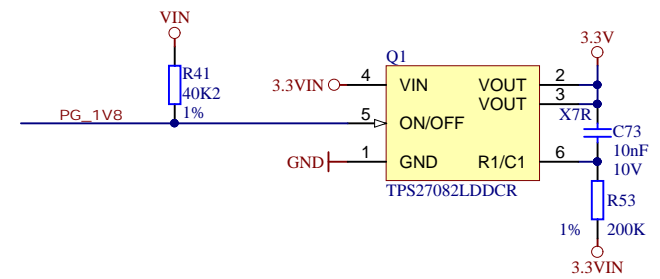 VIN
R41
40K2
1%
PG_1V8
Q1
3.3VIN
4
VIN
VOUT
2
VOUT
3
5
ON/OFF
GND
1
GND
R1/C1
6
TPS27082LDDCR
3.3V
X7R
C73
10nF
10V
R53
1%
200K
3.3VIN